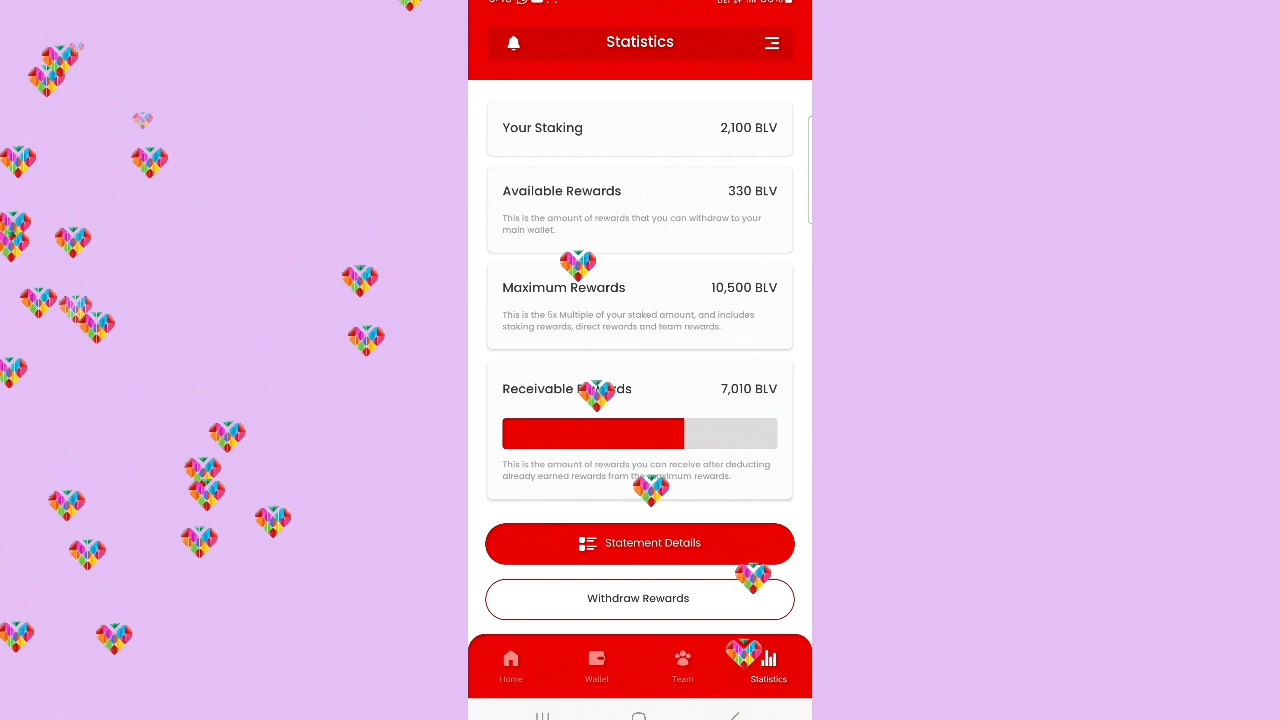 Statistics
Your Staking 2,100 BLV
Available Rewards 330 BLV
This is the amount of rewards that you can withdraw to your
main wallet.
Maximum Rewards 10,500 BLV
This is the 5x Multiple of your staked amount, and includes
staking rewards, direct rewards and team rewards.
Receivable Rewards 7,010 BLV
This is the amount of rewards you can receive after deducting
already earned rewards from the maximum rewards.
Statement Details
Withdraw Rewards
Home Wallet Team Statistics